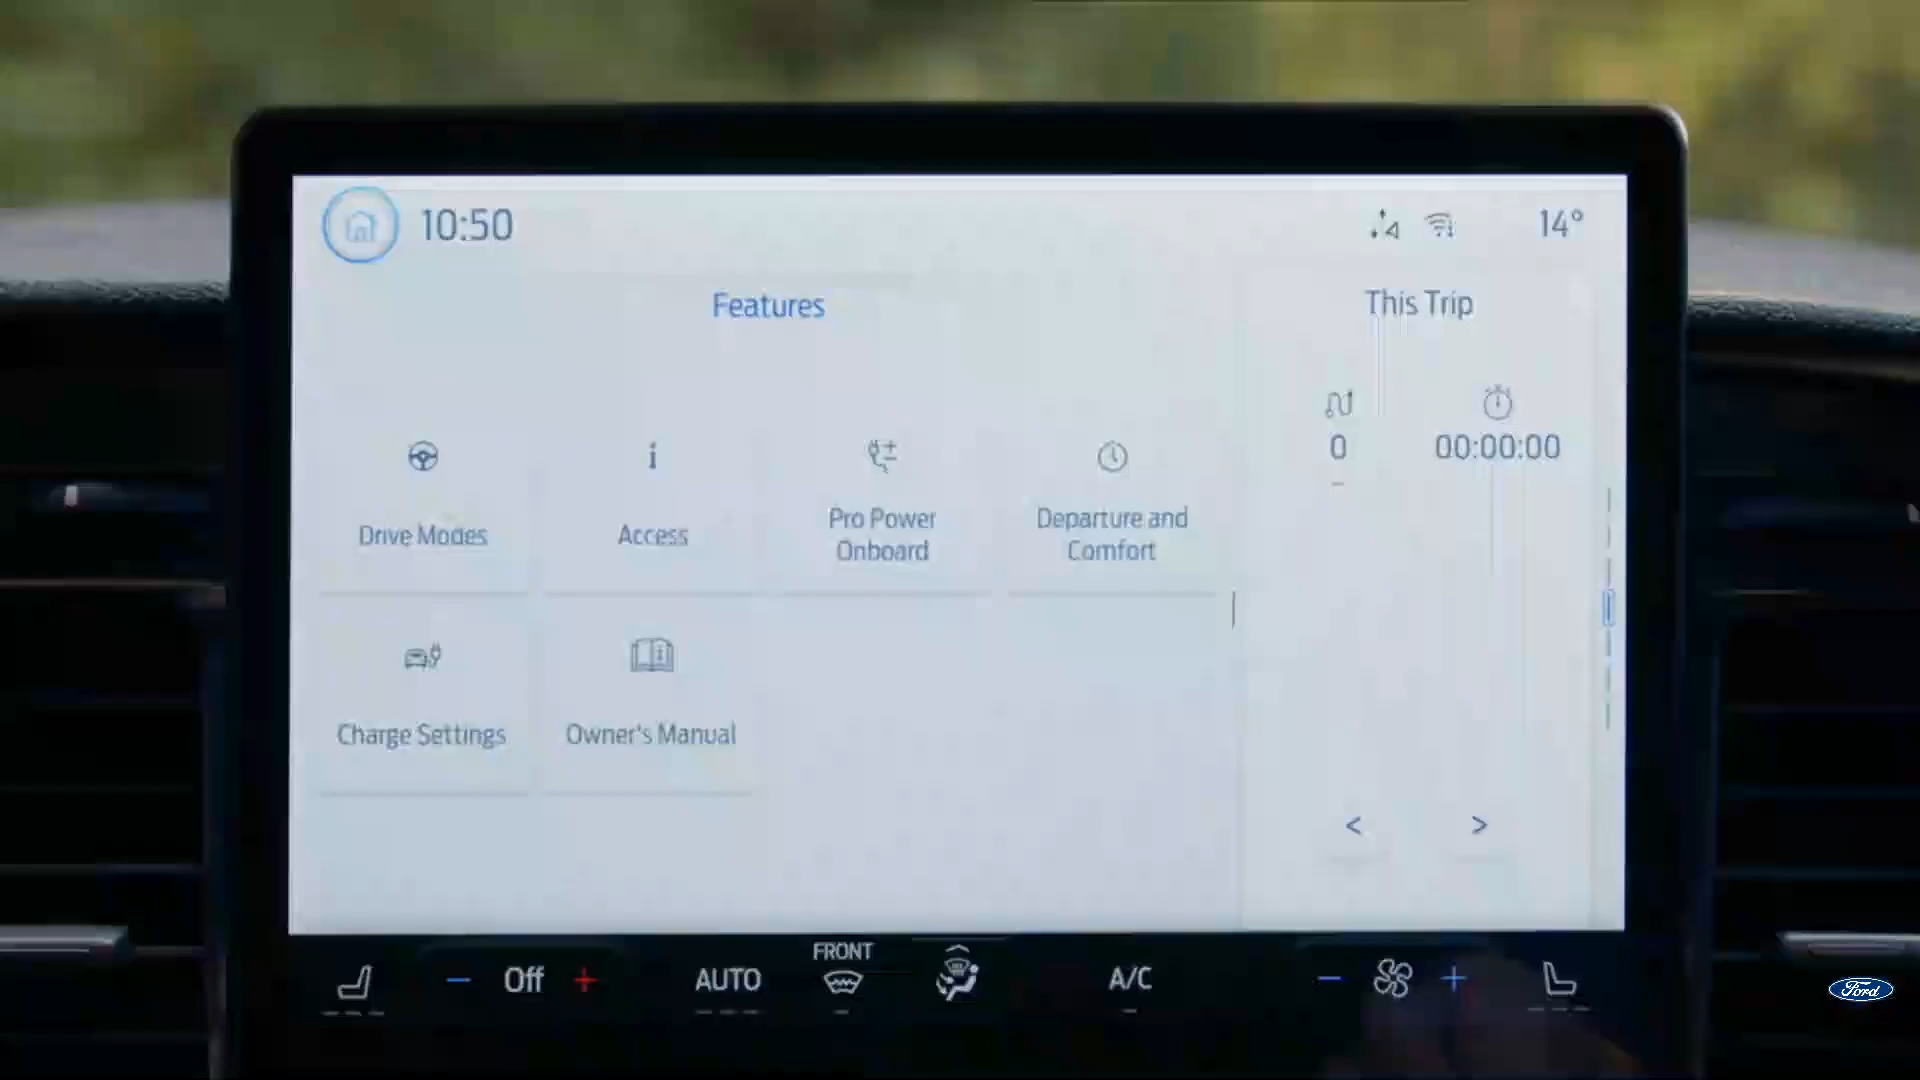 10:50
14°
Features
This Trip
0
00:00:00
Drive Modes
Access
Pro Power
Onboard
Departure and
Comfort
Charge Settings
Owner's Manual
< >
FRONT
- Off +
AUTO
A/C
- +
Ford